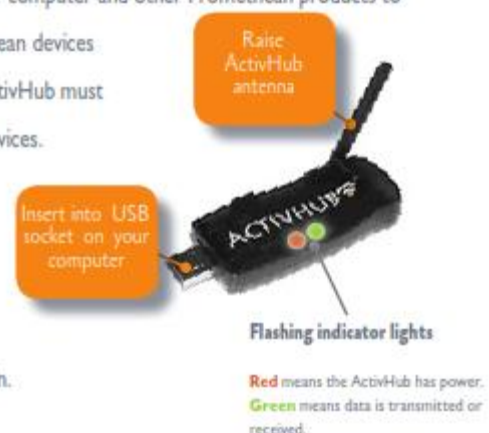 computer and other Promethean products to
ean devices
tivHub must
vices.
Raise
ActivHub
antenna
Insert into USB
socket on your
computer
ACTIVHUB
Flashing indicator lights
n.
Red means the ActivHub has power.
Green means data is transmitted or
received.